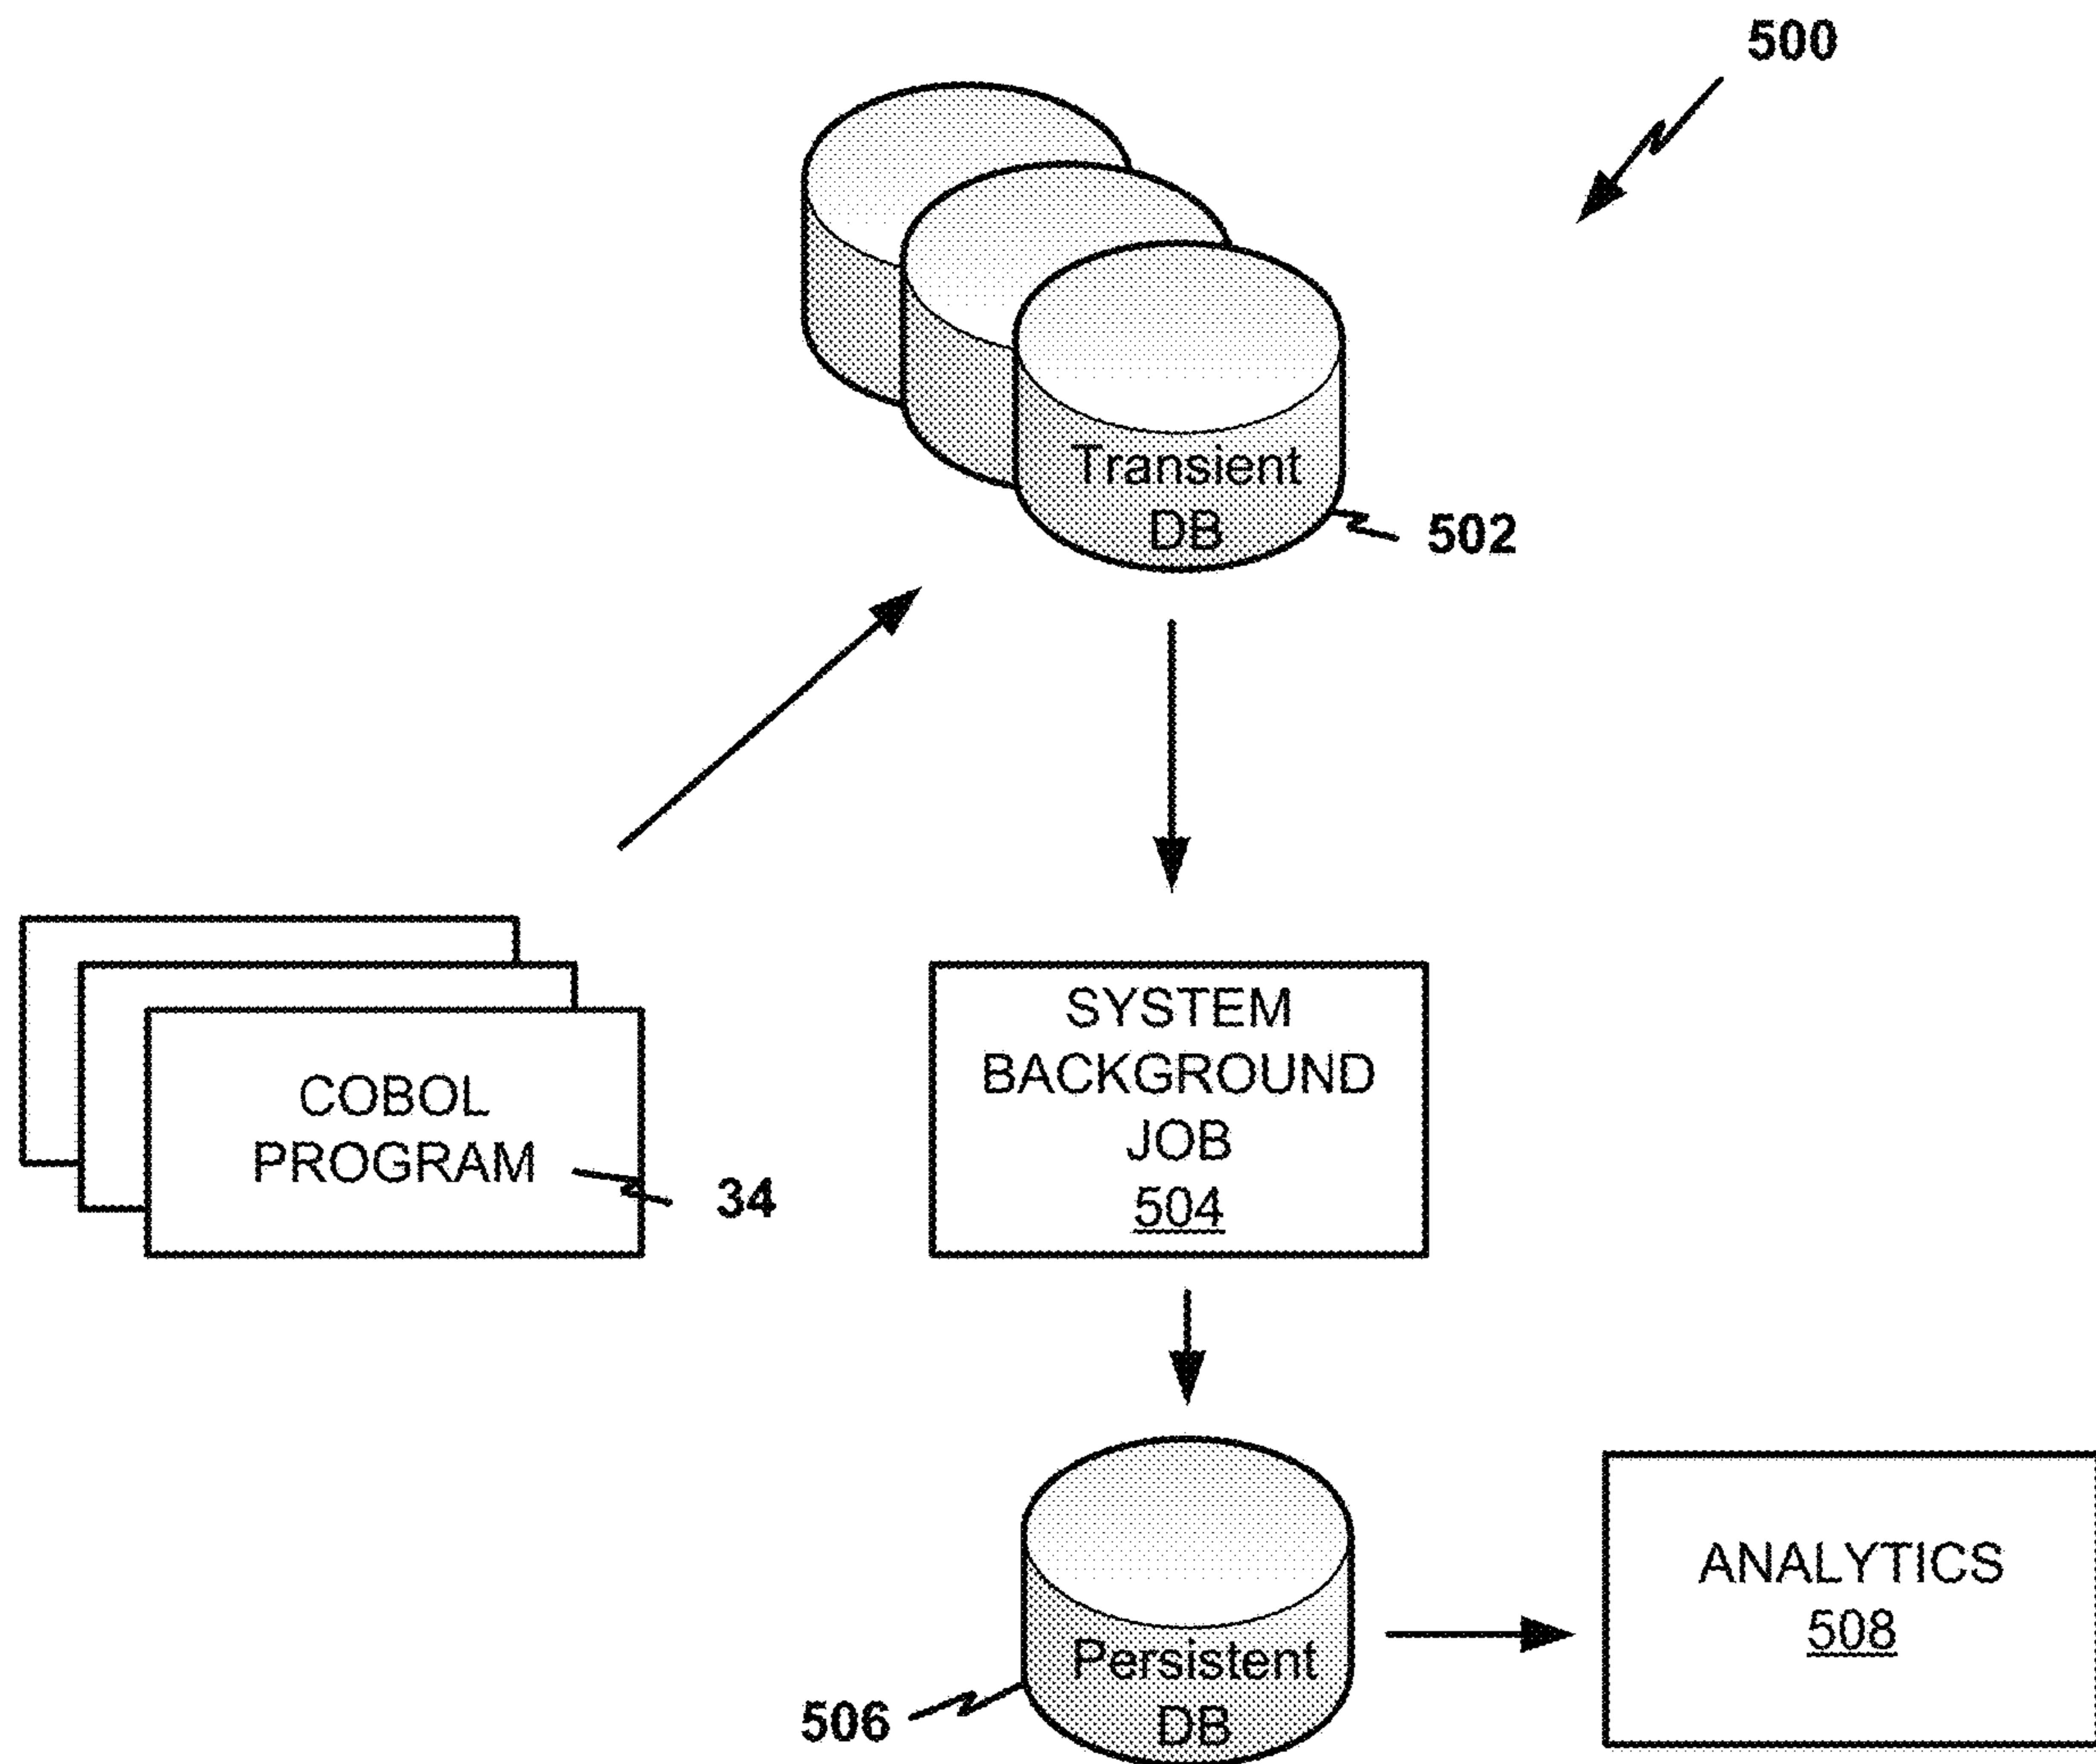 500
Transient
DB
502
COBOL
PROGRAM
34
SYSTEM
BACKGROUND
JOB
504
Persistent
DB
506
ANALYTICS
508